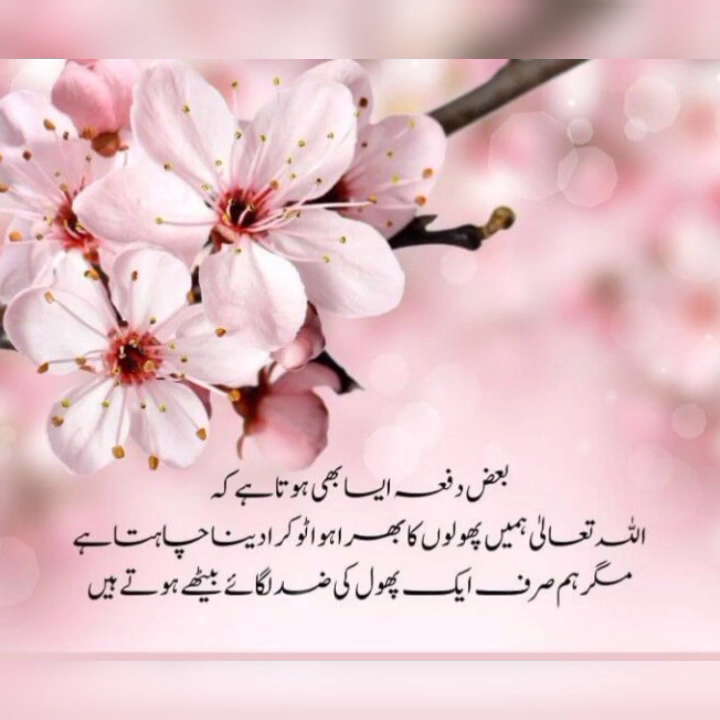 بعض دفعہ ایسا بھی ہوتا ہے کہ
اللہ تعالیٰ ہمیں پھولوں کا بھرا ہوا ٹوکرا دینا چاہتا ہے
مگر ہم صرف ایک پھول کی ضد لگائے بیٹھے ہوتے ہیں